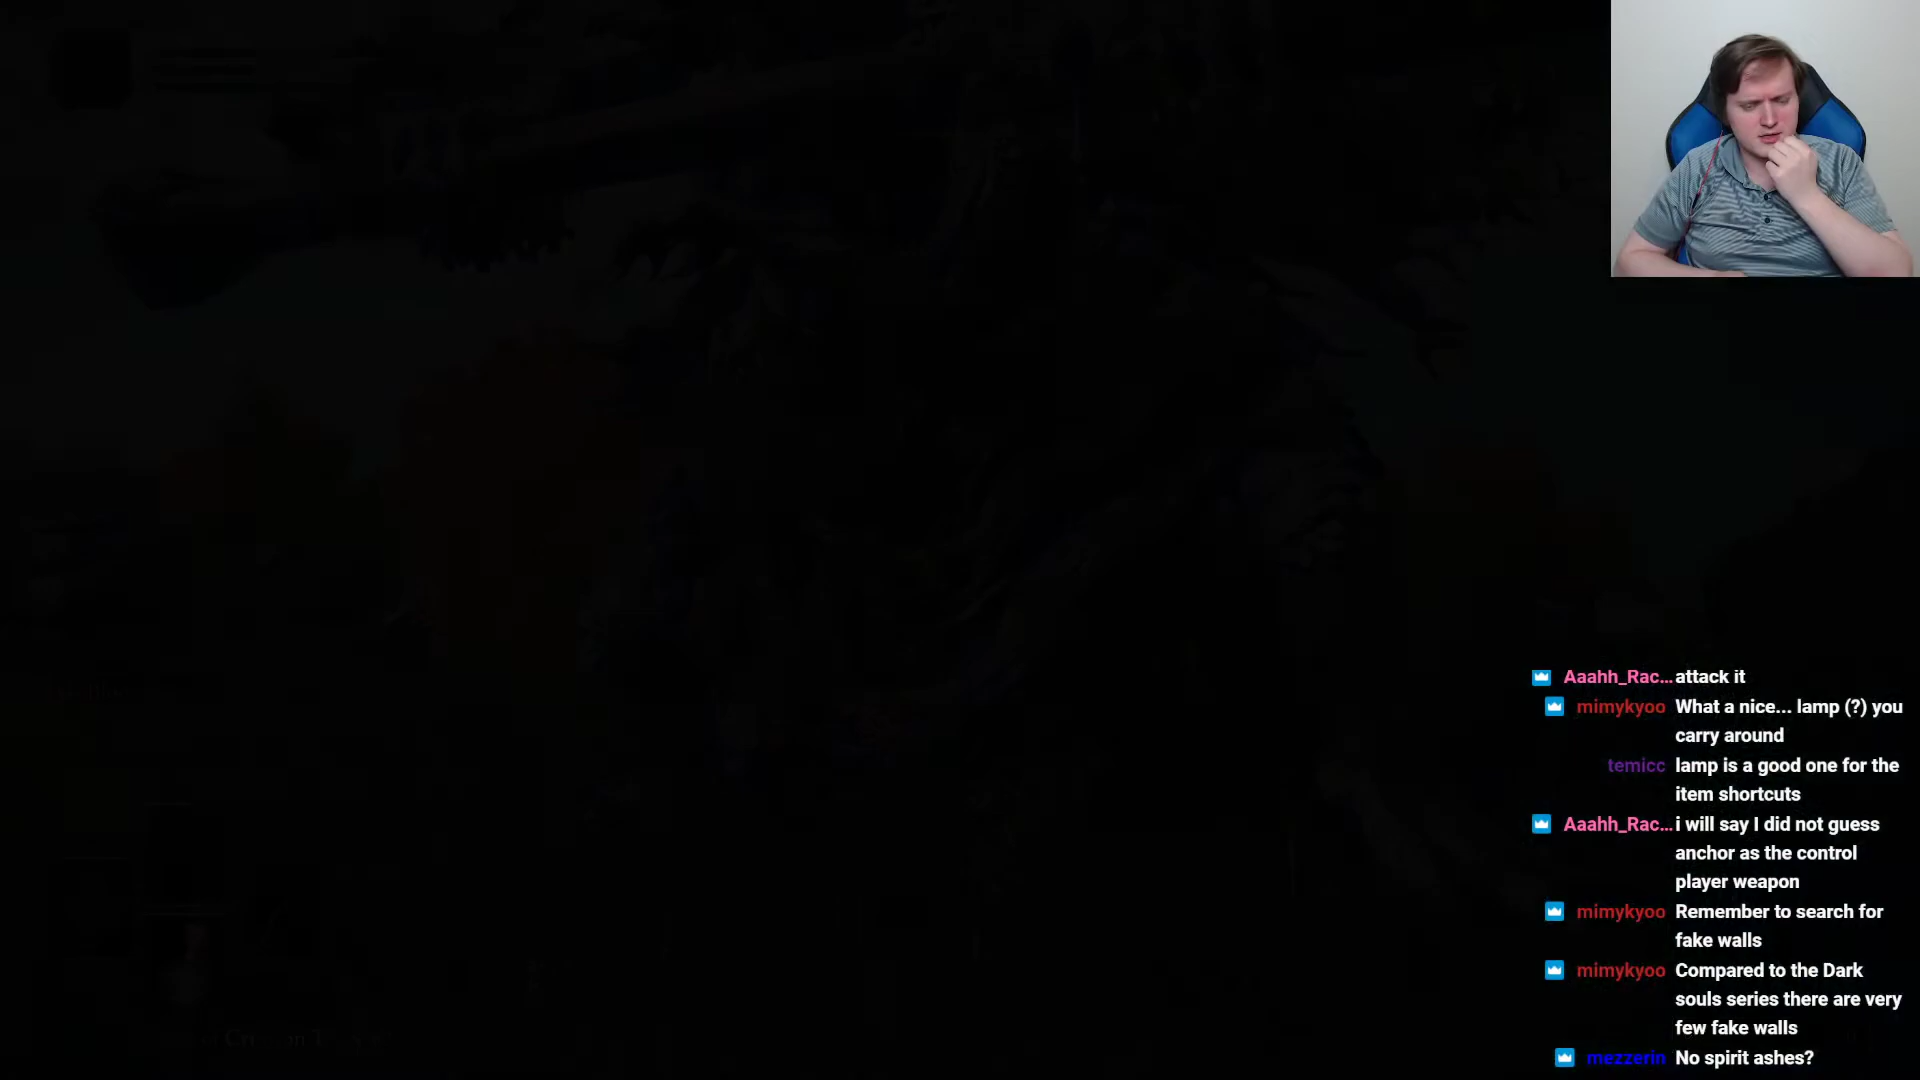 Aaahh_Rac... attack it
mimykyoo What a nice... lamp (?) you
carry around
temicc lamp is a good one for the
item shortcuts
Aaahh_Rac... i will say I did not guess
anchor as the control
player weapon
mimykyoo Remember to search for
fake walls
mimykyoo Compared to the Dark
souls series there are very
few fake walls
mezzerin No spirit ashes?